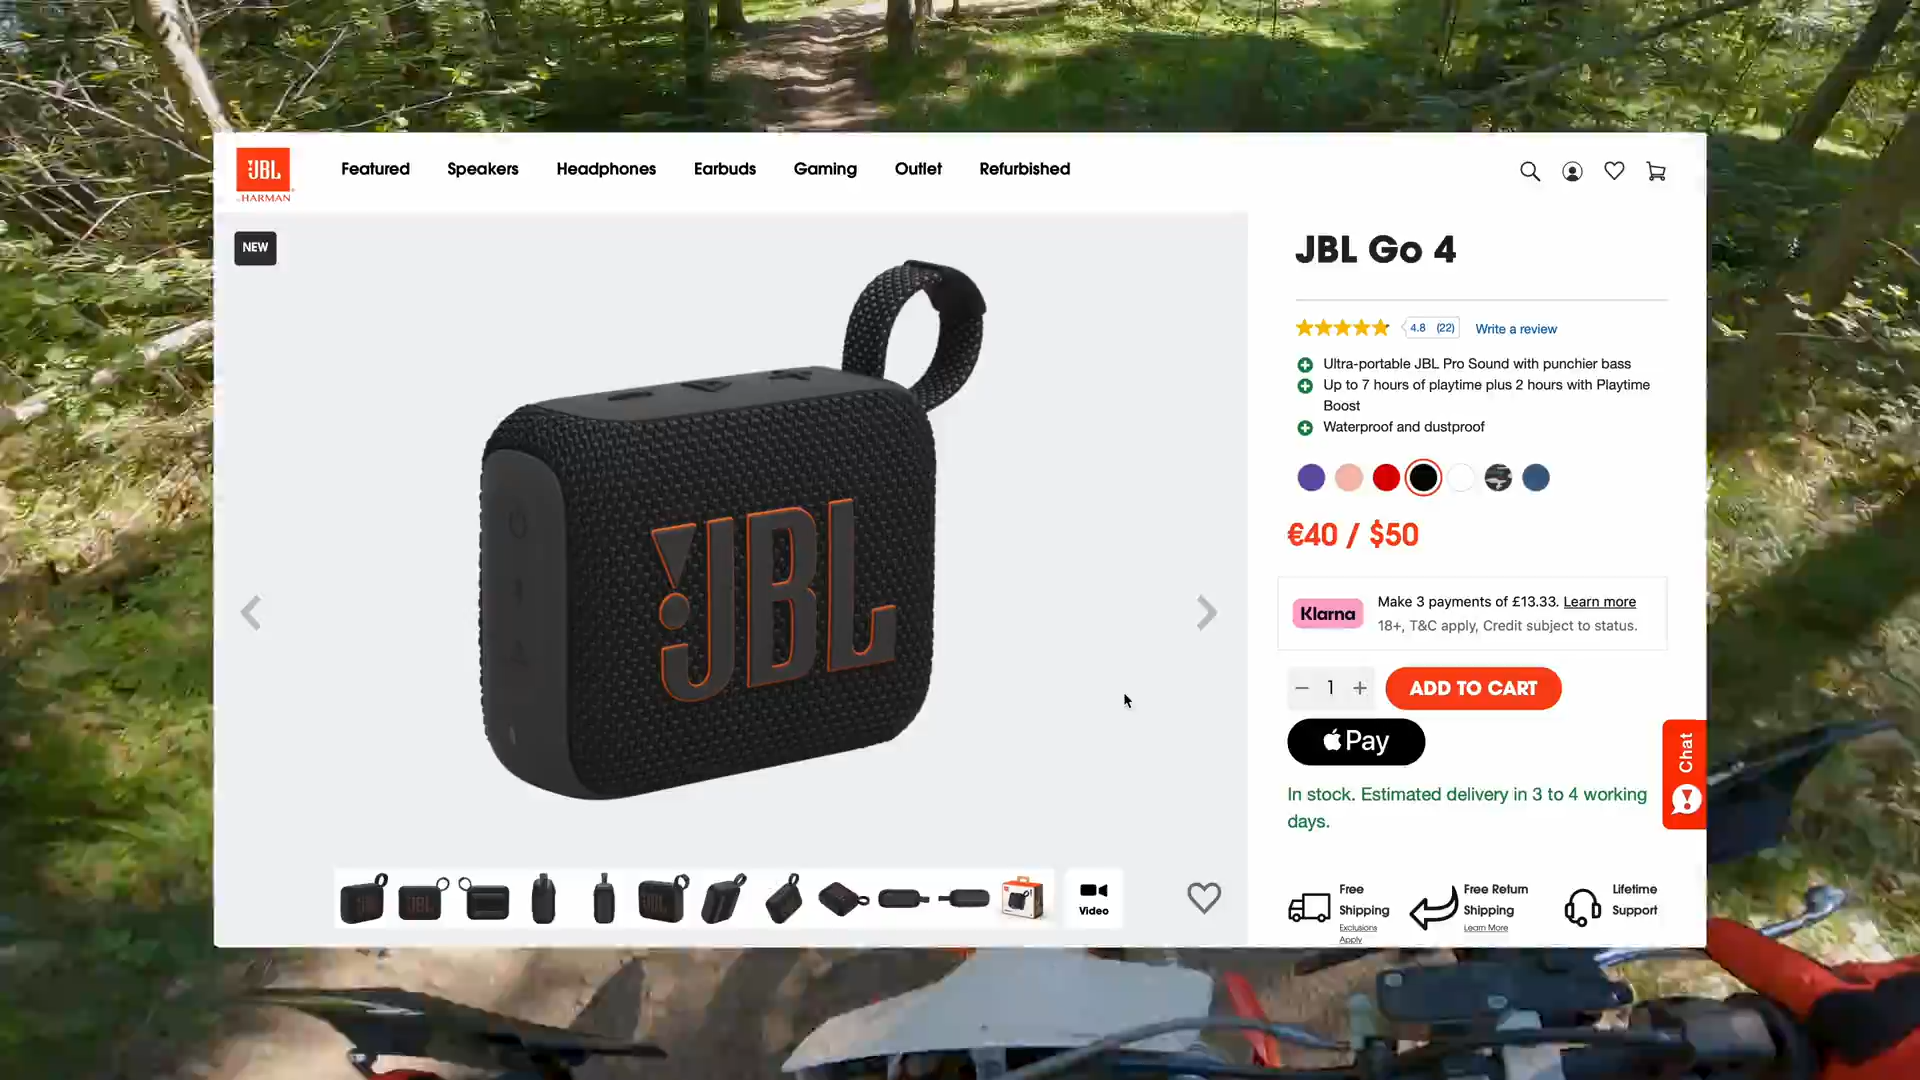 JBL
by HARMAN
Featured
Speakers
Headphones
Earbuds
Gaming
Outlet
Refurbished
NEW
JBL
JBL Go 4
4.8 (22)
Write a review
Ultra-portable JBL Pro Sound with punchier bass
Up to 7 hours of playtime plus 2 hours with Playtime
Boost
Waterproof and dustproof
€40 / $50
Klarna
Make 3 payments of £13.33. Learn more
18+, T&C apply, Credit subject to status.
− 1 +
ADD TO CART
Pay
In stock. Estimated delivery in 3 to 4 working
days.
Chat
Video
Free
Shipping
Exclusions
Apply
Free Return
Shipping
Learn More
Lifetime
Support